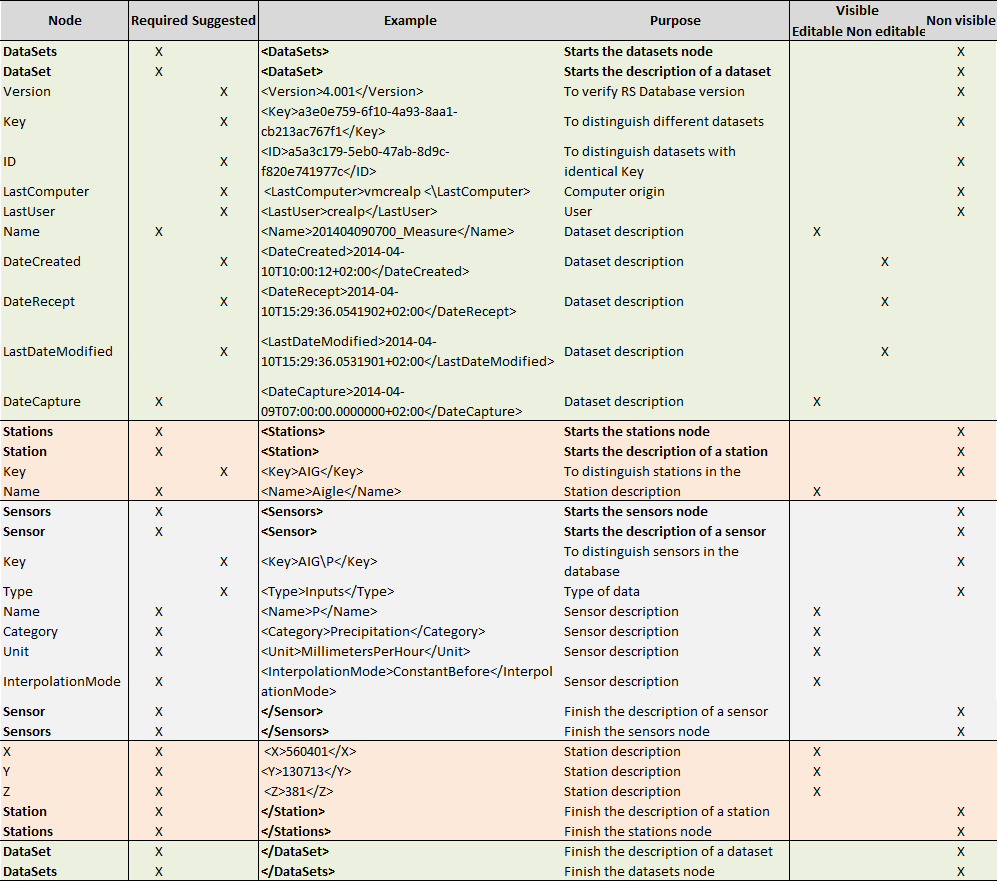 Node Required Suggested Example Purpose Visible Non visible
Editable Non editable
DataSets X <DataSets> Starts the datasets node X
DataSet X <DataSet> Starts the description of a dataset X
Version X <Version>4.001</Version> To verify RS Database version X
Key X <Key>a3e0e759-6f10-4a93-8aa1-
cb213ac767f1</Key> To distinguish different datasets X
ID X <ID>a5a3c179-5eb0-47ab-8d9c-
f820e741977c</ID> To distinguish datasets with
identical Key X
LastComputer X <LastComputer>vmcrealp <\LastComputer> Computer origin X
LastUser X <LastUser>crealp</LastUser> User X
Name X <Name>201404090700_Measure</Name> Dataset description X
DateCreated X <DateCreated>2014-04-
10T10:00:12+02:00</DateCreated> Dataset description X
DateRecept X <DateRecept>2014-04-
10T15:29:36.0541902+02:00</DateRecept> Dataset description X
LastDateModified X <LastDateModified>2014-04-
10T15:29:36.0531901+02:00</LastDateModified> Dataset description X
DateCapture X <DateCapture>2014-04-
09T07:00:00.0000000+02:00</DateCapture> Dataset description X
Stations X <Stations> Starts the stations node X
Station X <Station> Starts the description of a station X
Key X <Key>AIG</Key> To distinguish stations in the X
Name X <Name>Aigle</Name> Station description X
Sensors X <Sensors> Starts the sensors node X
Sensor X <Sensor> Starts the description of a sensor X
Key X <Key>AIG\P</Key> To distinguish sensors in the
database X
Type X <Type>Inputs</Type> Type of data X
Name X <Name>P</Name> Sensor description X
Category X <Category>Precipitation</Category> Sensor description X
Unit X <Unit>MillimetersPerHour</Unit> Sensor description X
InterpolationMode X <InterpolationMode>ConstantBefore</Interpol
ationMode> Sensor description X
Sensor X </Sensor> Finish the description of a sensor X
Sensors X </Sensors> Finish the sensors node X
X X <X>560401</X> Station description X
Y X <Y>130713</Y> Station description X
Z X <Z>381</Z> Station description X
Station X </Station> Finish the description of a station X
Stations X </Stations> Finish the stations node X
DataSet X </DataSet> Finish the description of a dataset X
DataSets X </DataSets> Finish the datasets node X